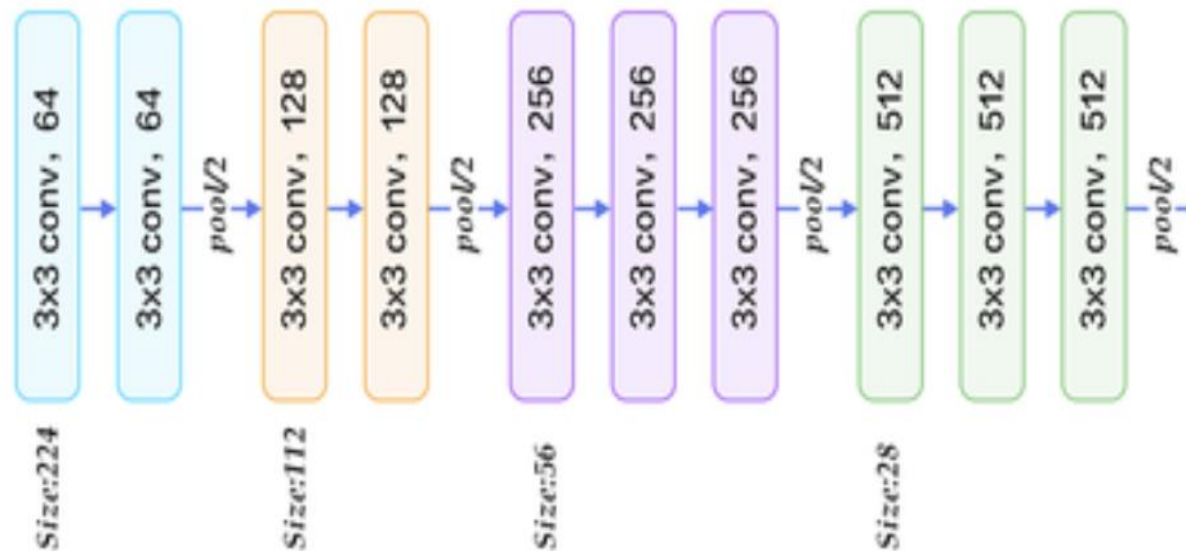 3x3 conv, 64
3x3 conv, 64
pool/2
3x3 conv, 128
3x3 conv, 128
pool/2
3x3 conv, 256
3x3 conv, 256
3x3 conv, 256
pool/2
3x3 conv, 512
3x3 conv, 512
3x3 conv, 512
pool/2
Size:224
Size:112
Size:56
Size:28